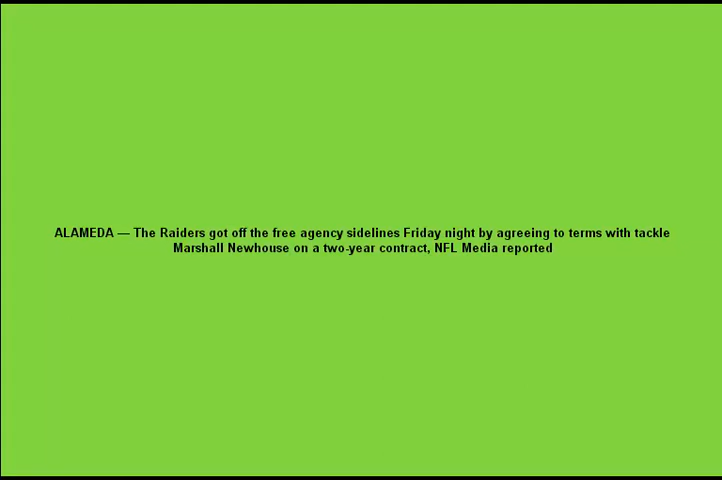 ALAMEDA — The Raiders got off the free agency sidelines Friday night by agreeing to terms with tackle
Marshall Newhouse on a two-year contract, NFL Media reported